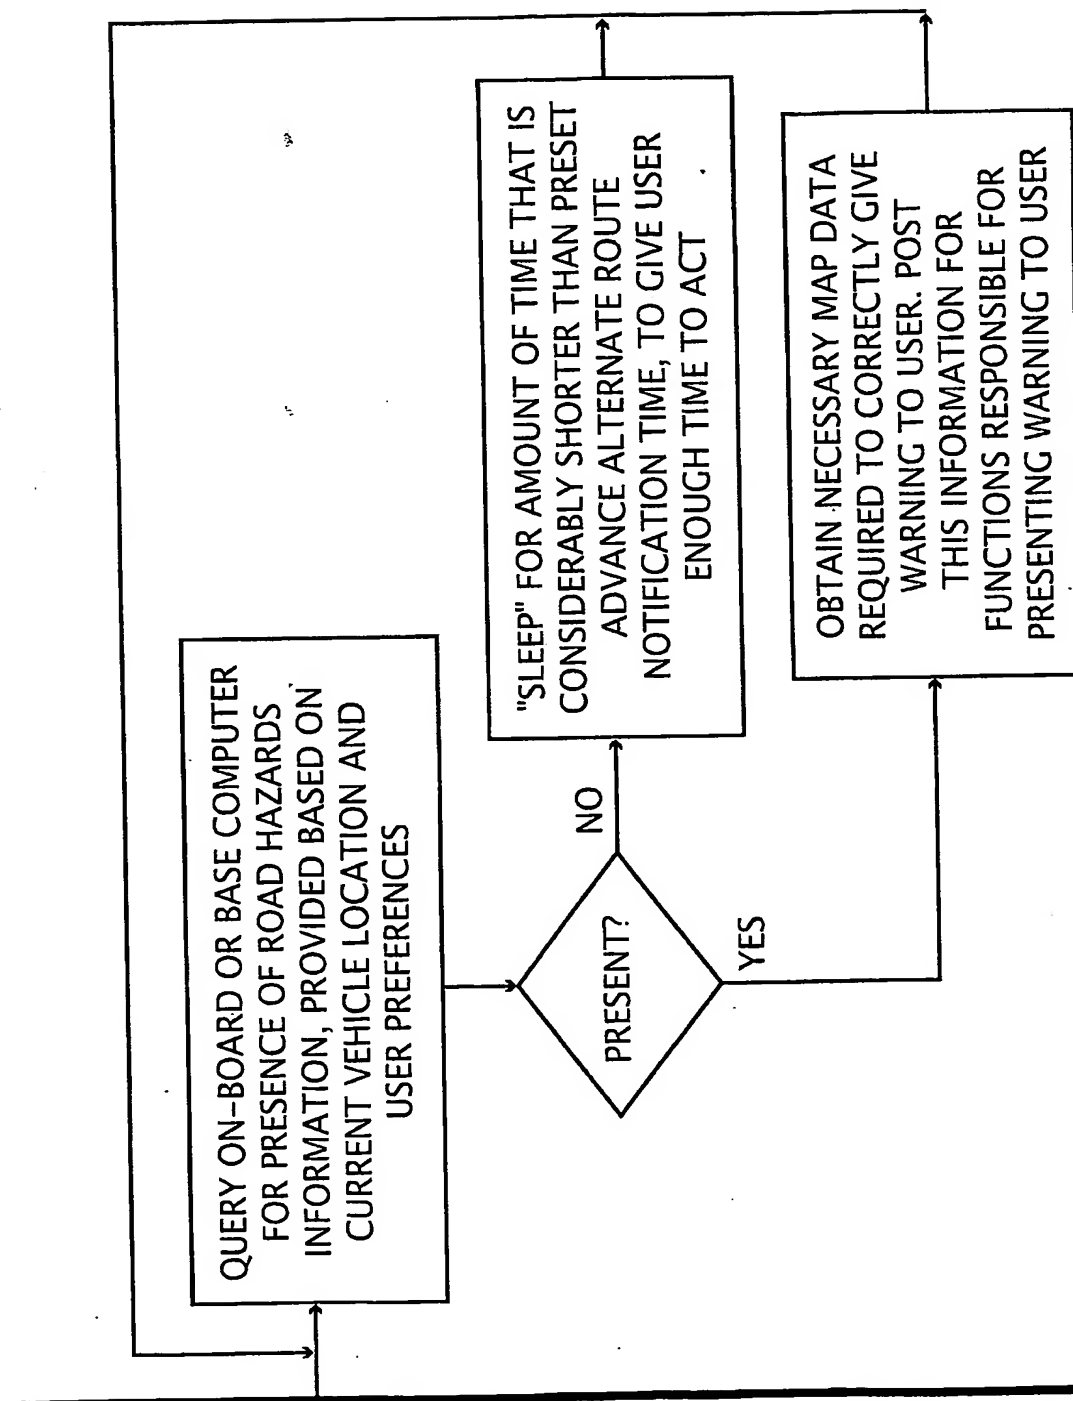 QUERY ON-BOARD OR BASE COMPUTER
FOR PRESENCE OF ROAD HAZARDS
INFORMATION, PROVIDED BASED ON
CURRENT VEHICLE LOCATION AND
USER PREFERENCES
PRESENT?
NO
YES
"SLEEP" FOR AMOUNT OF TIME THAT IS
CONSIDERABLY SHORTER THAN PRESET
ADVANCE ALTERNATE ROUTE
NOTIFICATION TIME, TO GIVE USER
ENOUGH TIME TO ACT
OBTAIN NECESSARY MAP DATA
REQUIRED TO CORRECTLY GIVE
WARNING TO USER. POST
THIS INFORMATION FOR
FUNCTIONS RESPONSIBLE FOR
PRESENTING WARNING TO USER